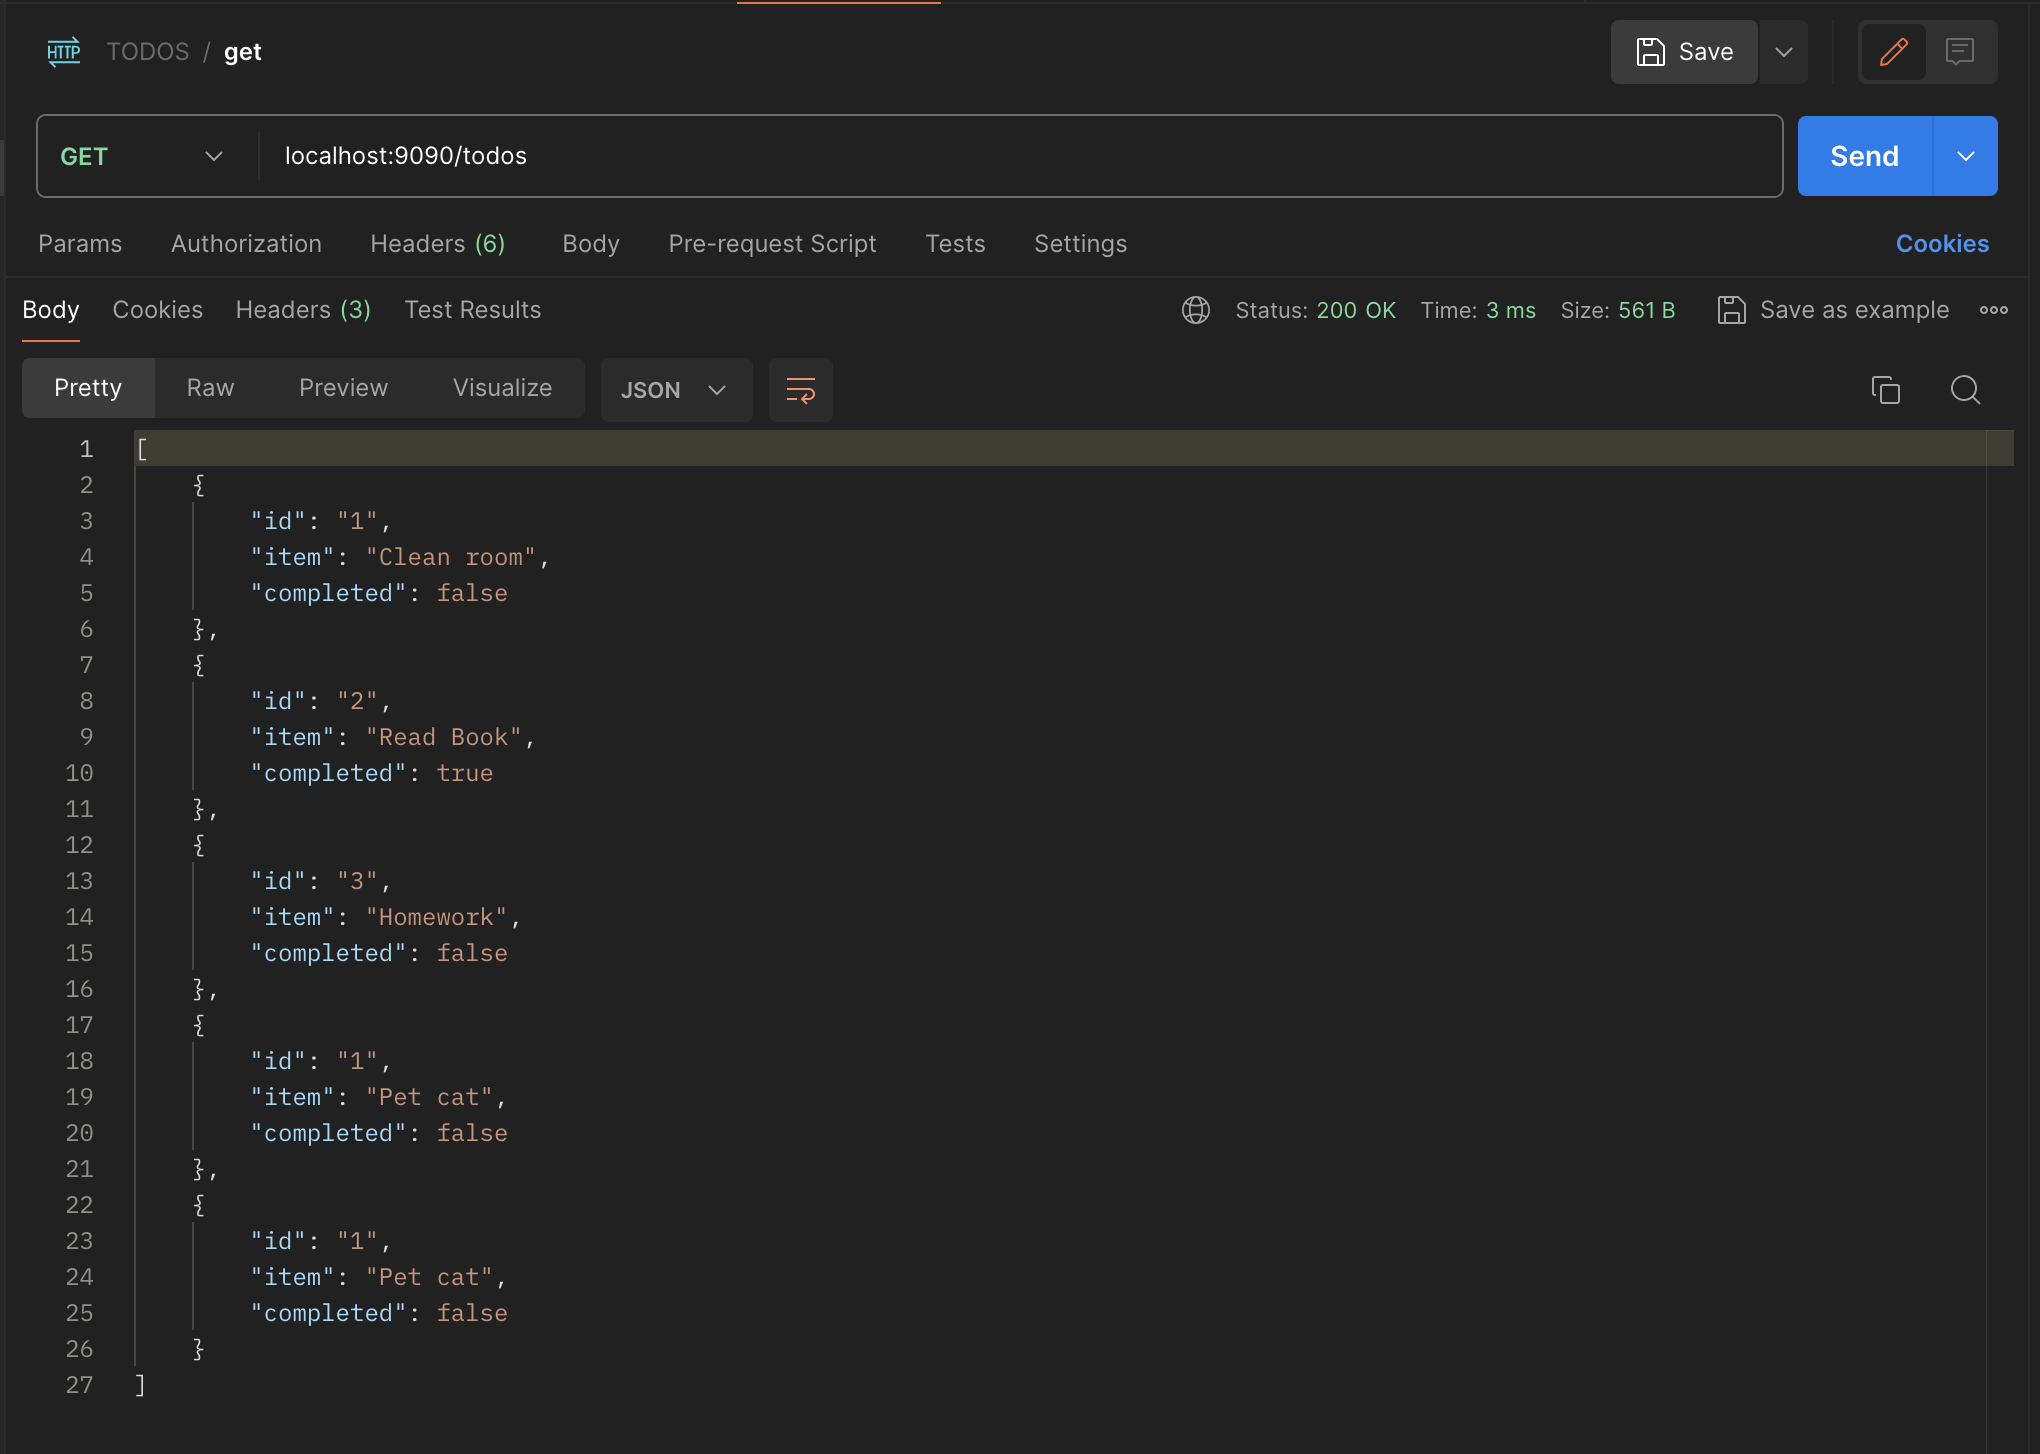 HTTP TODOS / get Save
GET localhost:9090/todos Send
Params Authorization Headers (6) Body Pre-request Script Tests Settings Cookies
Body Cookies Headers (3) Test Results Status: 200 OK Time: 3 ms Size: 561 B Save as example
Pretty Raw Preview Visualize JSON
1 [
2 {
3 "id": "1",
4 "item": "Clean room",
5 "completed": false
6 },
7 {
8 "id": "2",
9 "item": "Read Book",
10 "completed": true
11 },
12 {
13 "id": "3",
14 "item": "Homework",
15 "completed": false
16 },
17 {
18 "id": "1",
19 "item": "Pet cat",
20 "completed": false
21 },
22 {
23 "id": "1",
24 "item": "Pet cat",
25 "completed": false
26 }
27 ]